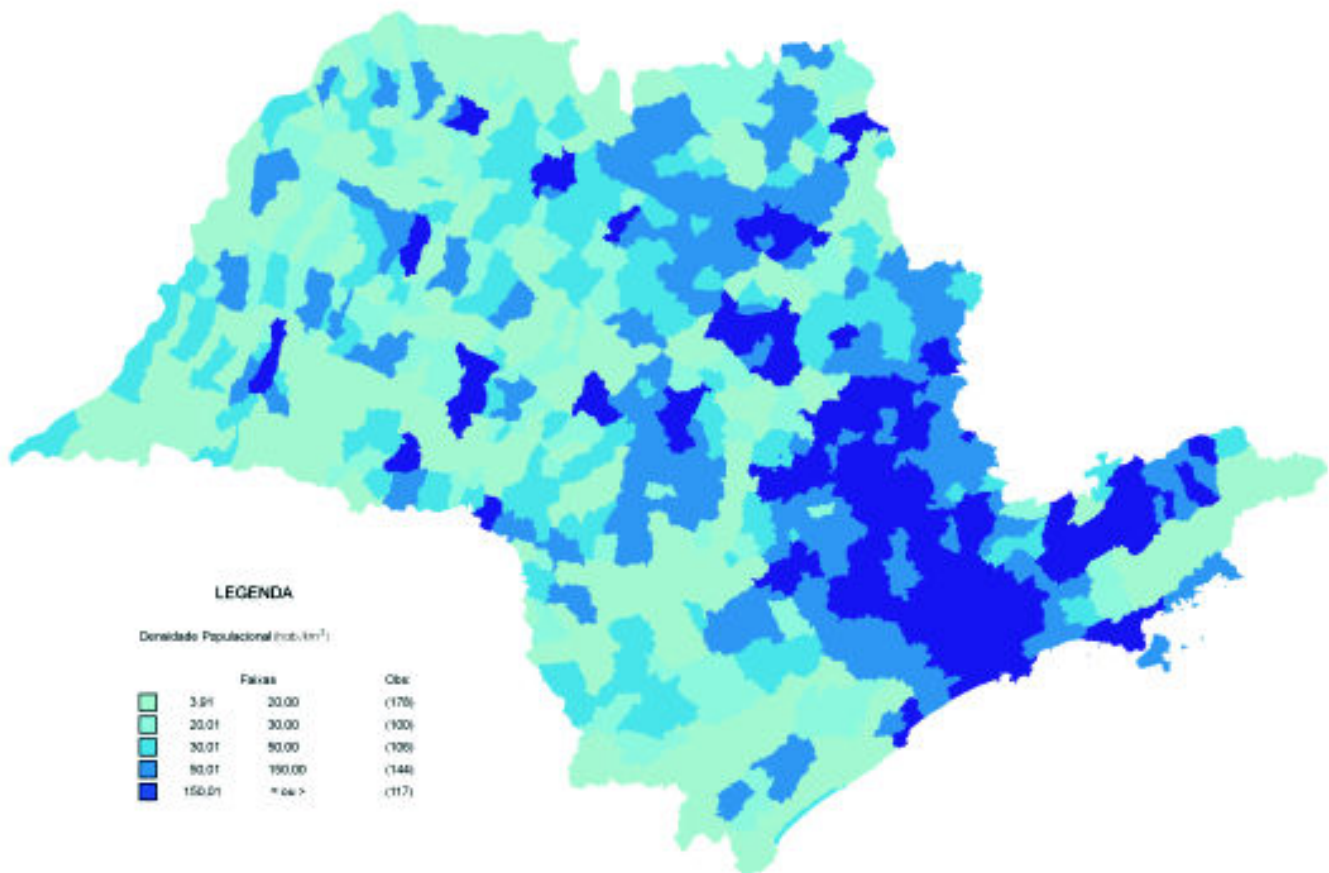 LEGENDA
Densidade Populacional (hab./km²)
Faixas Obs:
3,91 20,00 (178)
20,01 30,00 (100)
30,01 50,00 (106)
50,01 150,00 (144)
150,01 = ou > (117)